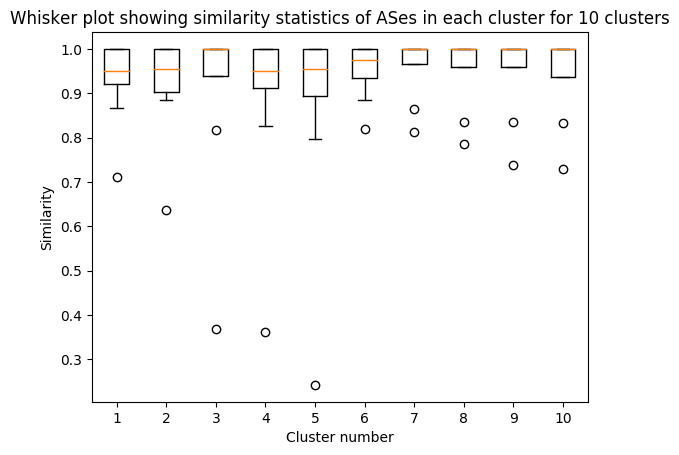 Whisker plot showing similarity statistics of ASes in each cluster for 10 clusters
1.0
0.9
0.8
0.7
0.6
0.5
0.4
0.3
Similarity
1 2 3 4 5 6 7 8 9 10
Cluster number